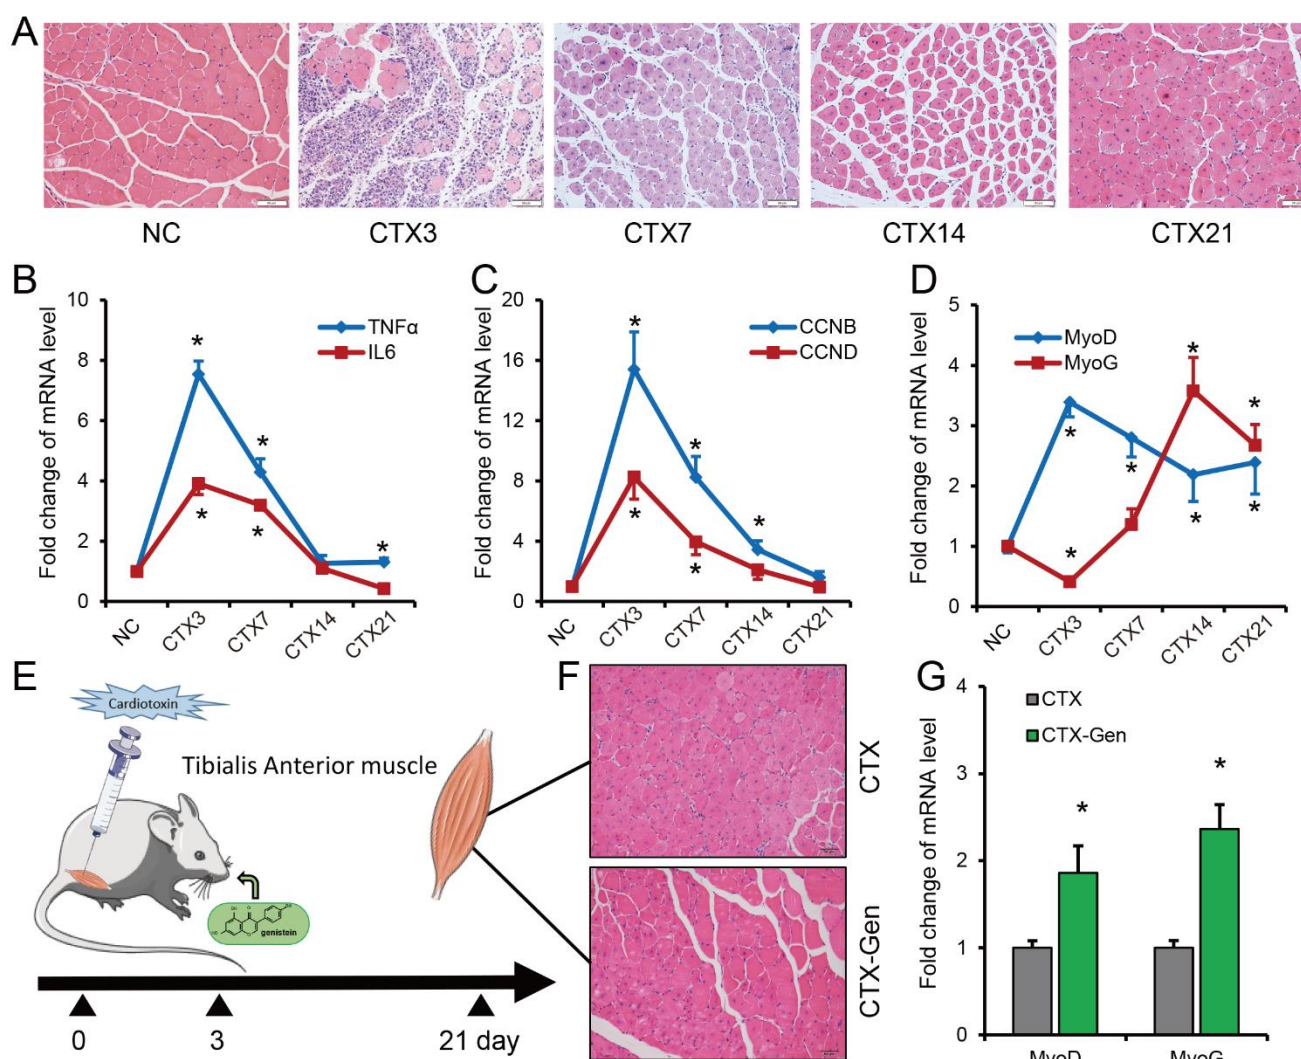 A
NC
CTX3
CTX7
CTX14
CTX21
B
Fold change of mRNA level
10
8
6
4
2
0
TNFα
IL6
*
*
*
*
*
NC
CTX3
CTX7
CTX14
CTX21
C
Fold change of mRNA level
20
16
12
8
4
0
CCNB
CCND
*
*
*
*
*
NC
CTX3
CTX7
CTX14
CTX21
D
Fold change of mRNA level
5
4
3
2
1
0
MyoD
MyoG
*
*
*
*
*
*
*
NC
CTX3
CTX7
CTX14
CTX21
E
Cardiotoxin
Tibialis Anterior muscle
genistein
0
3
21 day
F
CTX
CTX-Gen
G
Fold change of mRNA level
4
3
2
1
0
CTX
CTX-Gen
*
*
MyoD
MyoG